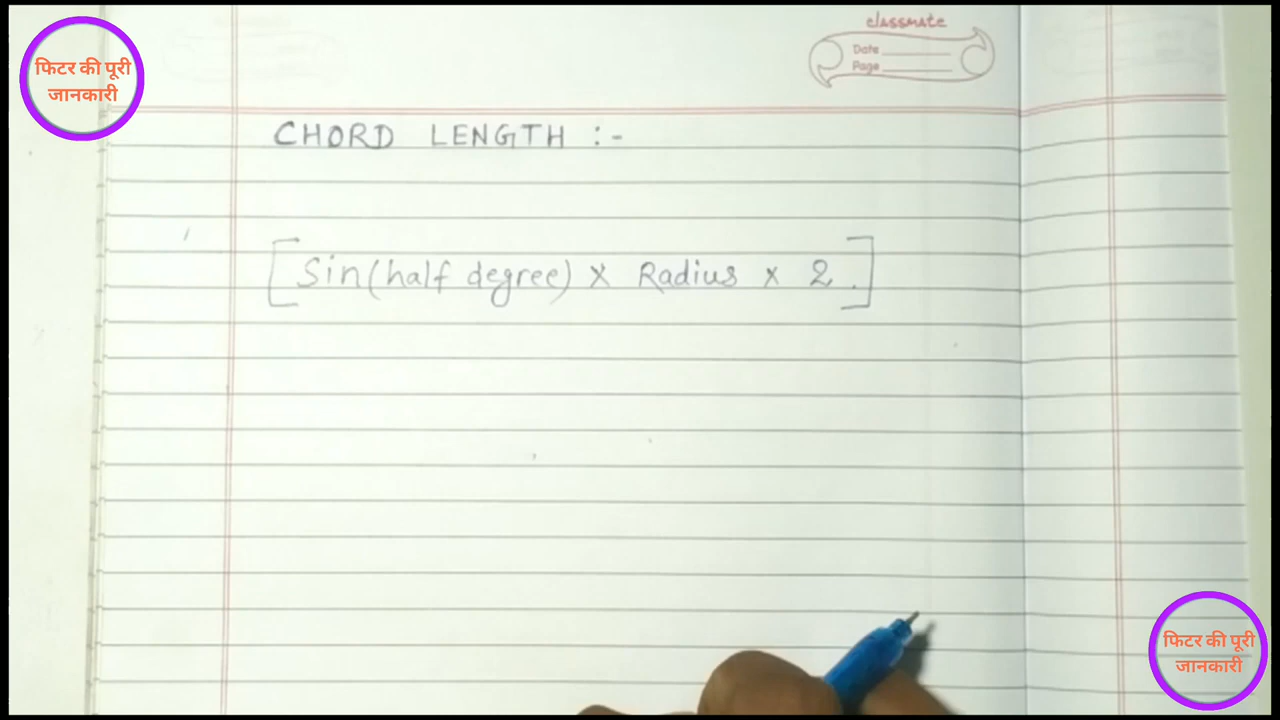 फिटर की पूरी
जानकारी
classmate
Date
Page
CHORD LENGTH :-
[Sin(half degree) × Radius × 2.]
फिटर की पूरी
जानकारी